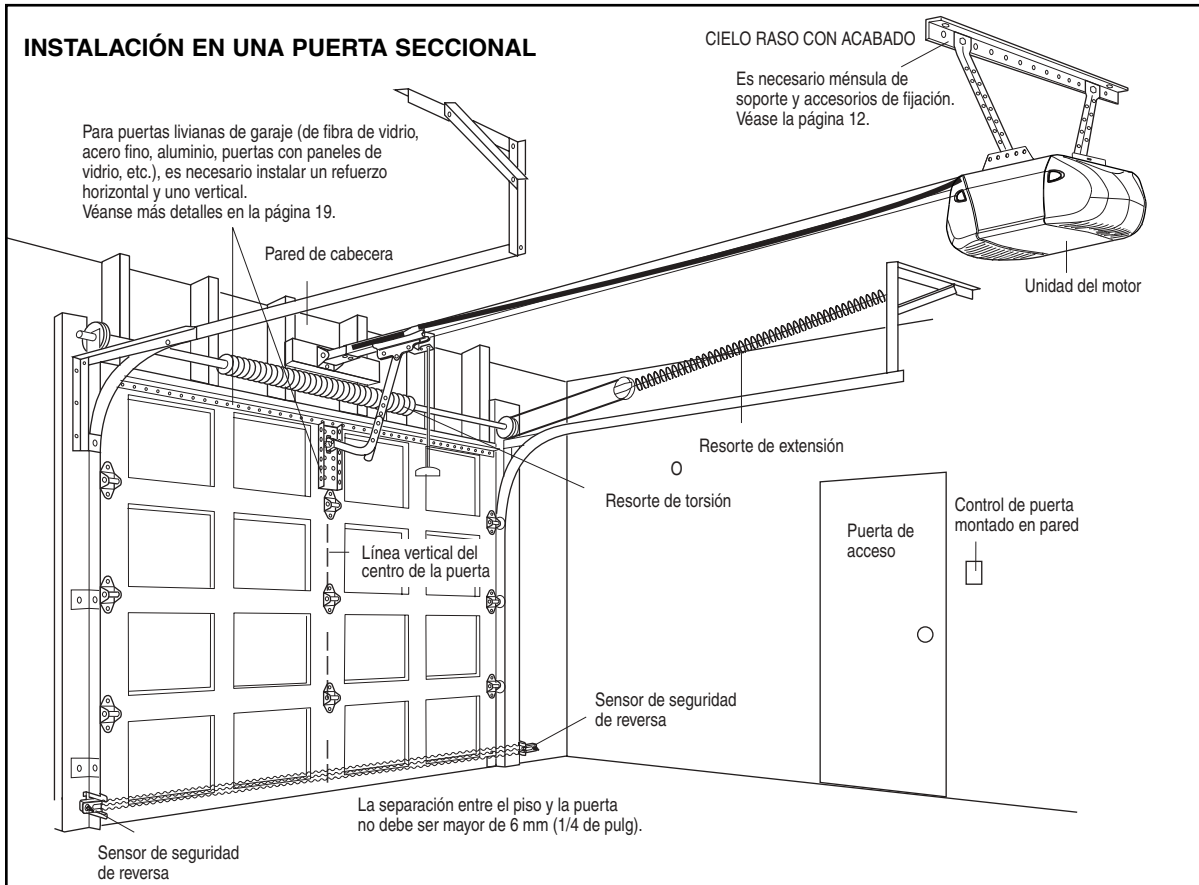 INSTALACIÓN EN UNA PUERTA SECCIONAL
CIELO RASO CON ACABADO
Es necesario ménsula de
soporte y accesorios de fijación.
Véase la página 12.
Para puertas livianas de garaje (de fibra de vidrio,
acero fino, aluminio, puertas con paneles de
vidrio, etc.), es necesario instalar un refuerzo
horizontal y uno vertical.
Véanse más detalles en la página 19.
Pared de cabecera
Unidad del motor
Resorte de extensión
Resorte de torsión
Control de puerta
montado en pared
Puerta de
acceso
Línea vertical del
centro de la puerta
Sensor de seguridad
de reversa
La separación entre el piso y la puerta
no debe ser mayor de 6 mm (1/4 de pulg).
Sensor de seguridad
de reversa